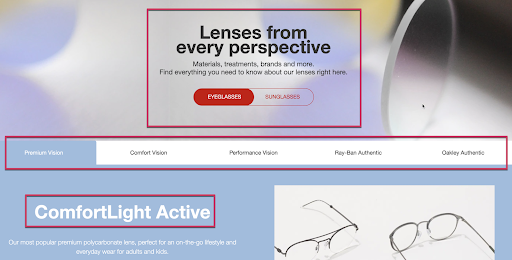 Lenses from
every perspective
Materials, treatments, brands and more.
Find everything you need to know about our lenses right here.
EYEGLASSES
SUNGLASSES
Premium Vision
Comfort Vision
Performance Vision
Ray-Ban Authentic
Oakley Authentic
ComfortLight Active
Our most popular premium polycarbonate lens, perfect for an on-the-go lifestyle and
everyday wear for adults and kids.